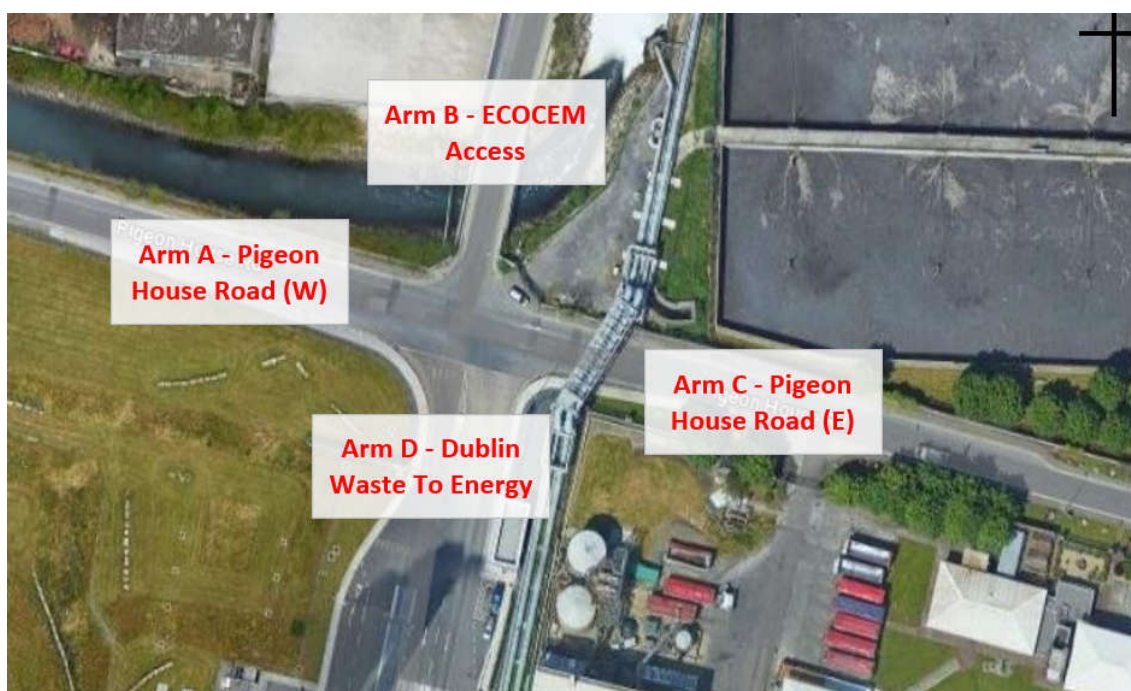 Arm B - ECOCEM
Access
Arm A - Pigeon
House Road (W)
Arm C - Pigeon
House Road (E)
Arm D - Dublin
Waste To Energy